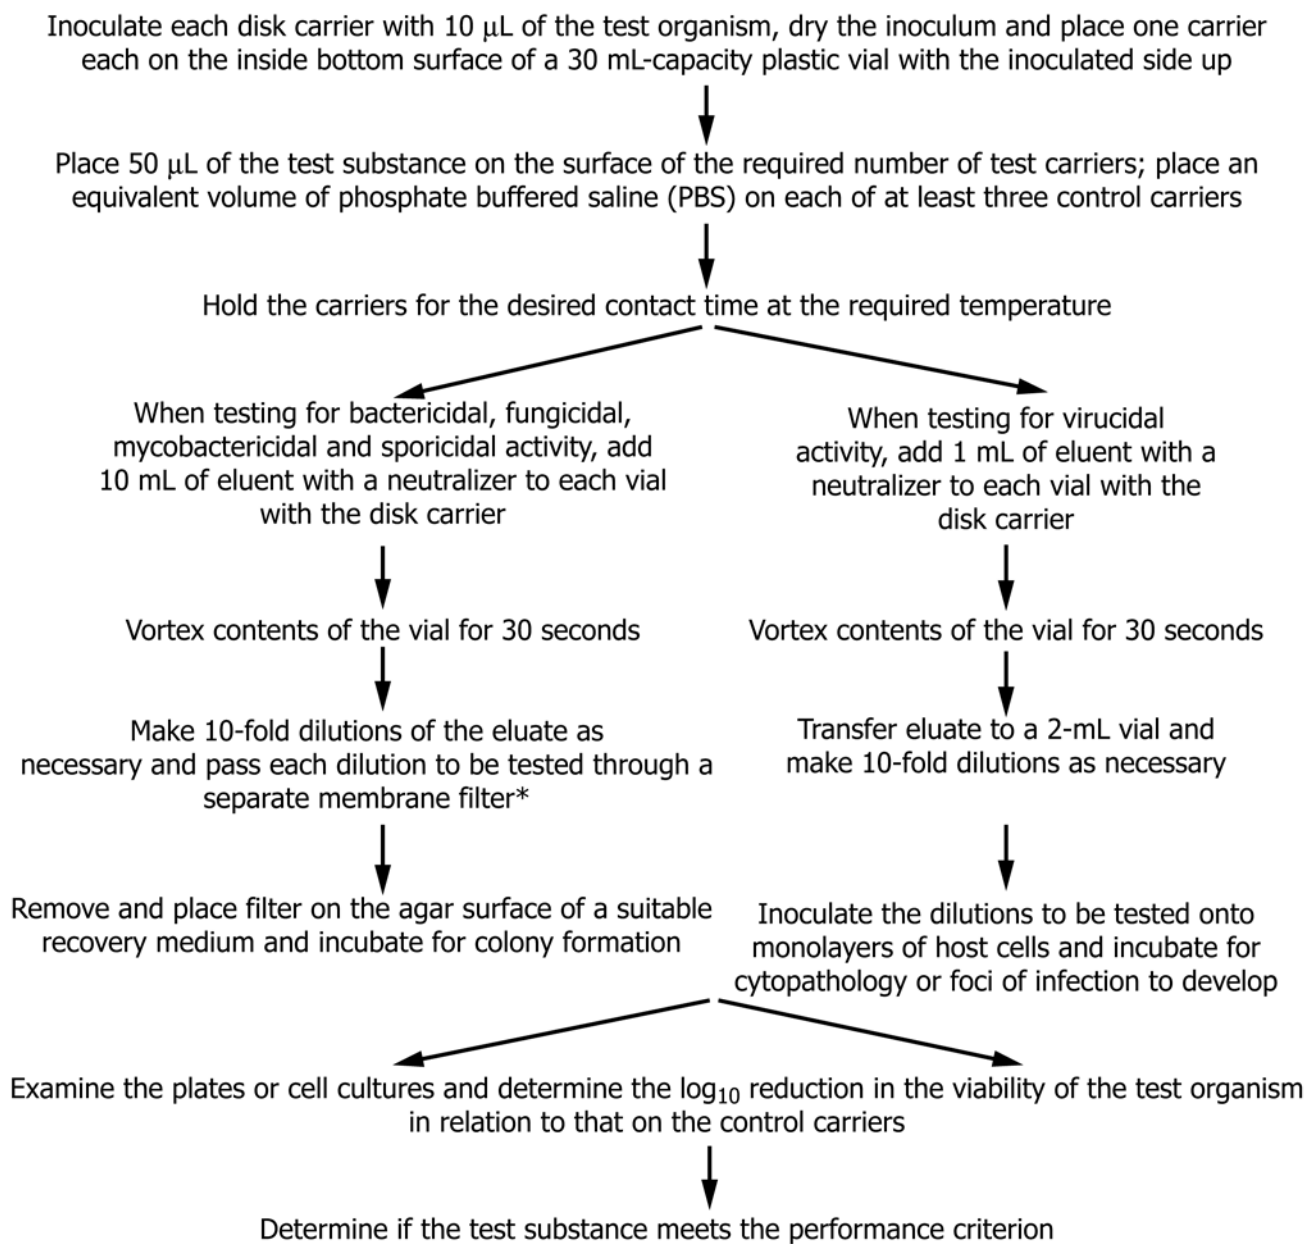 Inoculate each disk carrier with 10 μL of the test organism, dry the inoculum and place one carrier
each on the inside bottom surface of a 30 mL-capacity plastic vial with the inoculated side up
Place 50 μL of the test substance on the surface of the required number of test carriers; place an
equivalent volume of phosphate buffered saline (PBS) on each of at least three control carriers
Hold the carriers for the desired contact time at the required temperature
When testing for bactericidal, fungicidal,
mycobactericidal and sporicidal activity, add
10 mL of eluent with a neutralizer to each vial
with the disk carrier
When testing for virucidal
activity, add 1 mL of eluent with a
neutralizer to each vial with the
disk carrier
Vortex contents of the vial for 30 seconds
Vortex contents of the vial for 30 seconds
Make 10-fold dilutions of the eluate as
necessary and pass each dilution to be tested through a
separate membrane filter*
Transfer eluate to a 2-mL vial and
make 10-fold dilutions as necessary
Remove and place filter on the agar surface of a suitable
recovery medium and incubate for colony formation
Inoculate the dilutions to be tested onto
monolayers of host cells and incubate for
cytopathology or foci of infection to develop
Examine the plates or cell cultures and determine the log₁₀ reduction in the viability of the test organism
in relation to that on the control carriers
Determine if the test substance meets the performance criterion